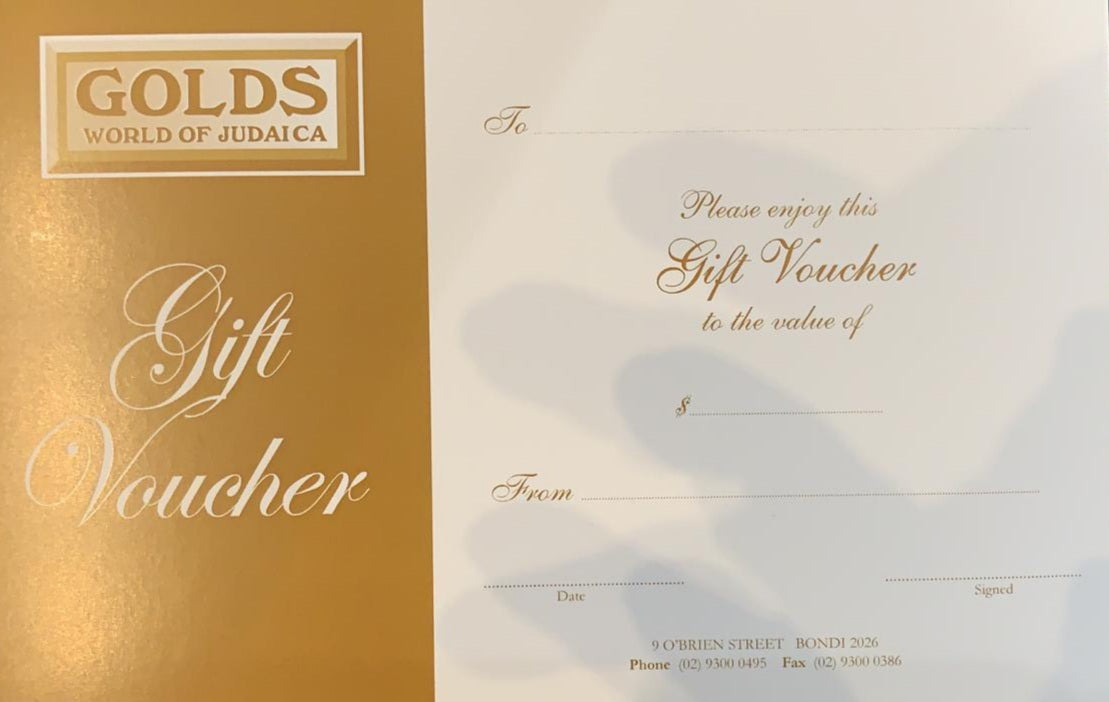 GOLDS
WORLD OF JUDAICA
Gift
Voucher
To
Please enjoy this
Gift Voucher
to the value of
$
From
Date
Signed
9 O'BRIEN STREET BONDI 2026
Phone (02) 9300 0495 Fax (02) 9300 0386